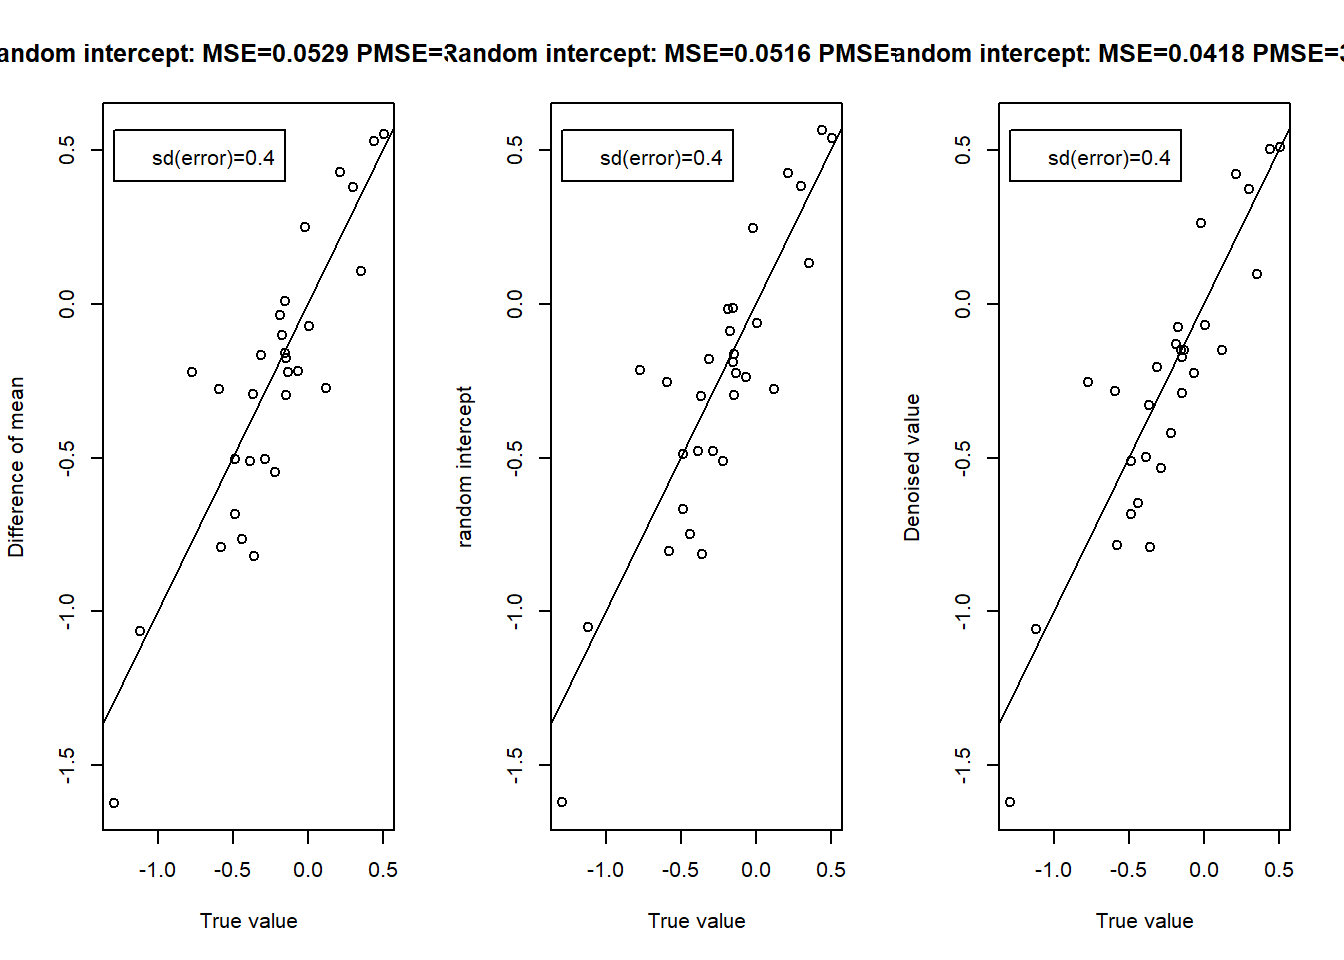 andom intercept: MSE=0.0529 PMSE=
Random intercept: MSE=0.0516 PMSE=
andom intercept: MSE=0.0418 PMSE=3
sd(error)=0.4
sd(error)=0.4
sd(error)=0.4
Difference of mean
0.5
0.0
-0.5
-1.0
-1.5
-1.0 -0.5 0.0 0.5
True value
random intercept
0.5
0.0
-0.5
-1.0
-1.5
-1.0 -0.5 0.0 0.5
True value
Denoised value
0.5
0.0
-0.5
-1.0
-1.5
-1.0 -0.5 0.0 0.5
True value